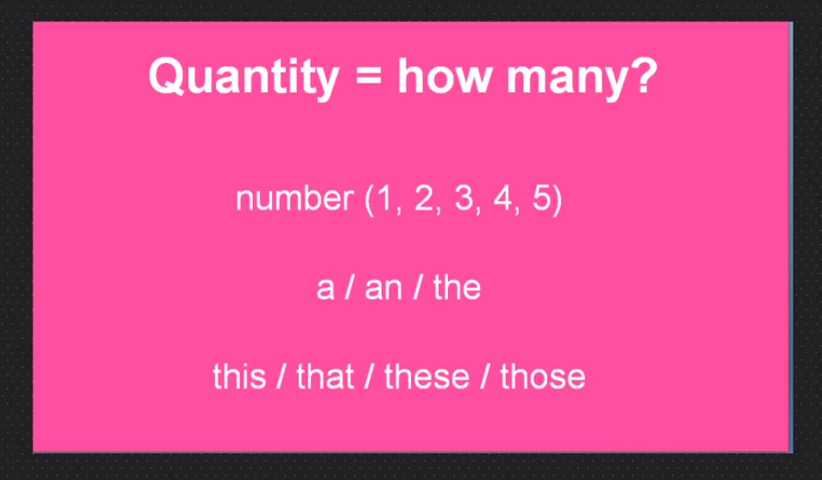 Quantity = how many?
number (1, 2, 3, 4, 5)
a / an / the
this / that / these / those